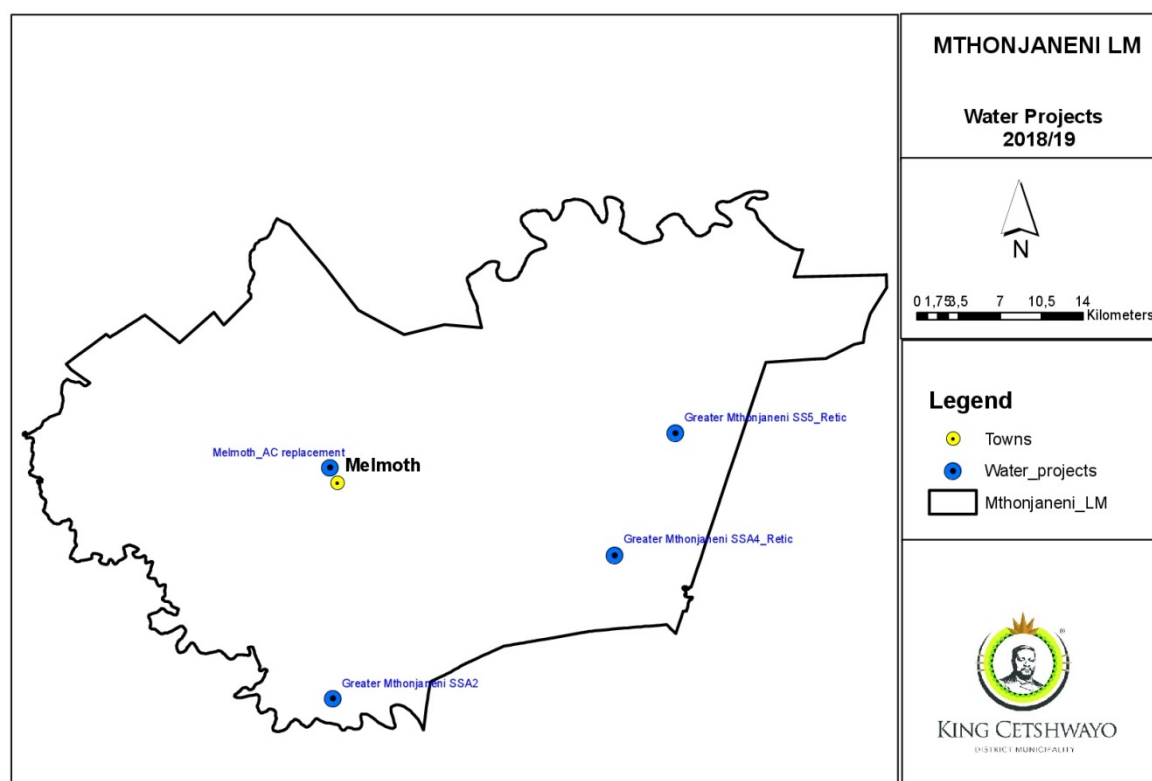 MTHONJANENI LM
Water Projects
2018/19
N
0 1,75 3,5 7 10,5 14
Kilometers
Legend
Towns
Water_projects
Mthonjaneni_LM
Greater Mthonjaneni SS5_Retic
Melmoth_AC replacement
Melmoth
Greater Mthonjaneni SSA4_Retic
Greater Mthonjaneni SSA2
®
KING CETSHWAYO
DISTRICT MUNICIPALITY